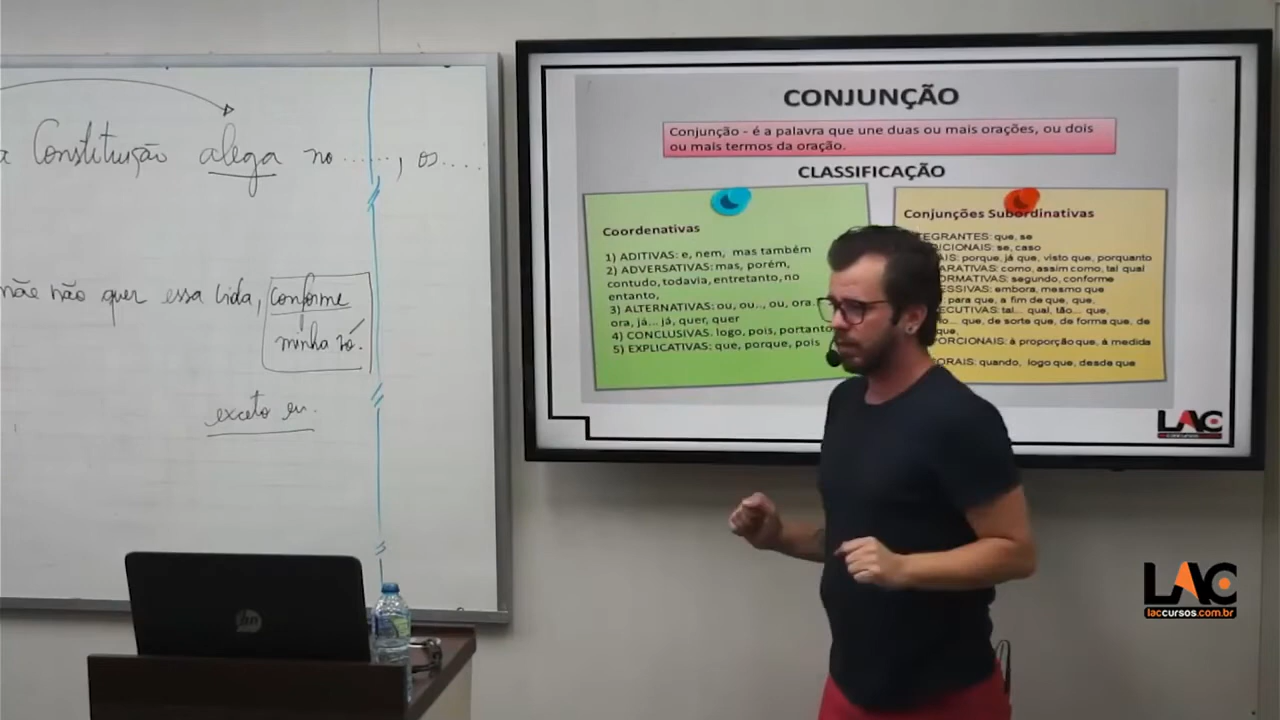 a Constituição alega no ......, os.....
mãe não quer essa vida, conforme
minha vó.
exceto eu.
CONJUNÇÃO
Conjunção - é a palavra que une duas ou mais orações, ou dois
ou mais termos da oração.
CLASSIFICAÇÃO
Coordenativas
1) ADITIVAS: e, nem, mas também
2) ADVERSATIVAS: mas, porém,
contudo, todavia, entretanto, no
entanto,
3) ALTERNATIVAS: ou, ou.., ou, ora.
ora, já... já, quer, quer
4) CONCLUSIVAS. logo, pois, portanto
5) EXPLICATIVAS: que, porque, pois
Conjunções Subordinativas
TEGRANTES: que, se
DICIONAIS: se, caso
AIS: porque, já que, visto que, porquanto
ARATIVAS: como, assim como, tal qual
ORMATIVAS: segundo, conforme
ESSIVAS: embora, mesmo que
: para que, a fim de que, que,
ECUTIVAS: tal... qual, tão... que,
... que, de sorte que, de forma que, de
que,
PORCIONAIS: à proporção que, à medida
ORAIS: quando, logo que, desde que
LAC
CONCURSOS
hp
LAC
laccursos.com.br